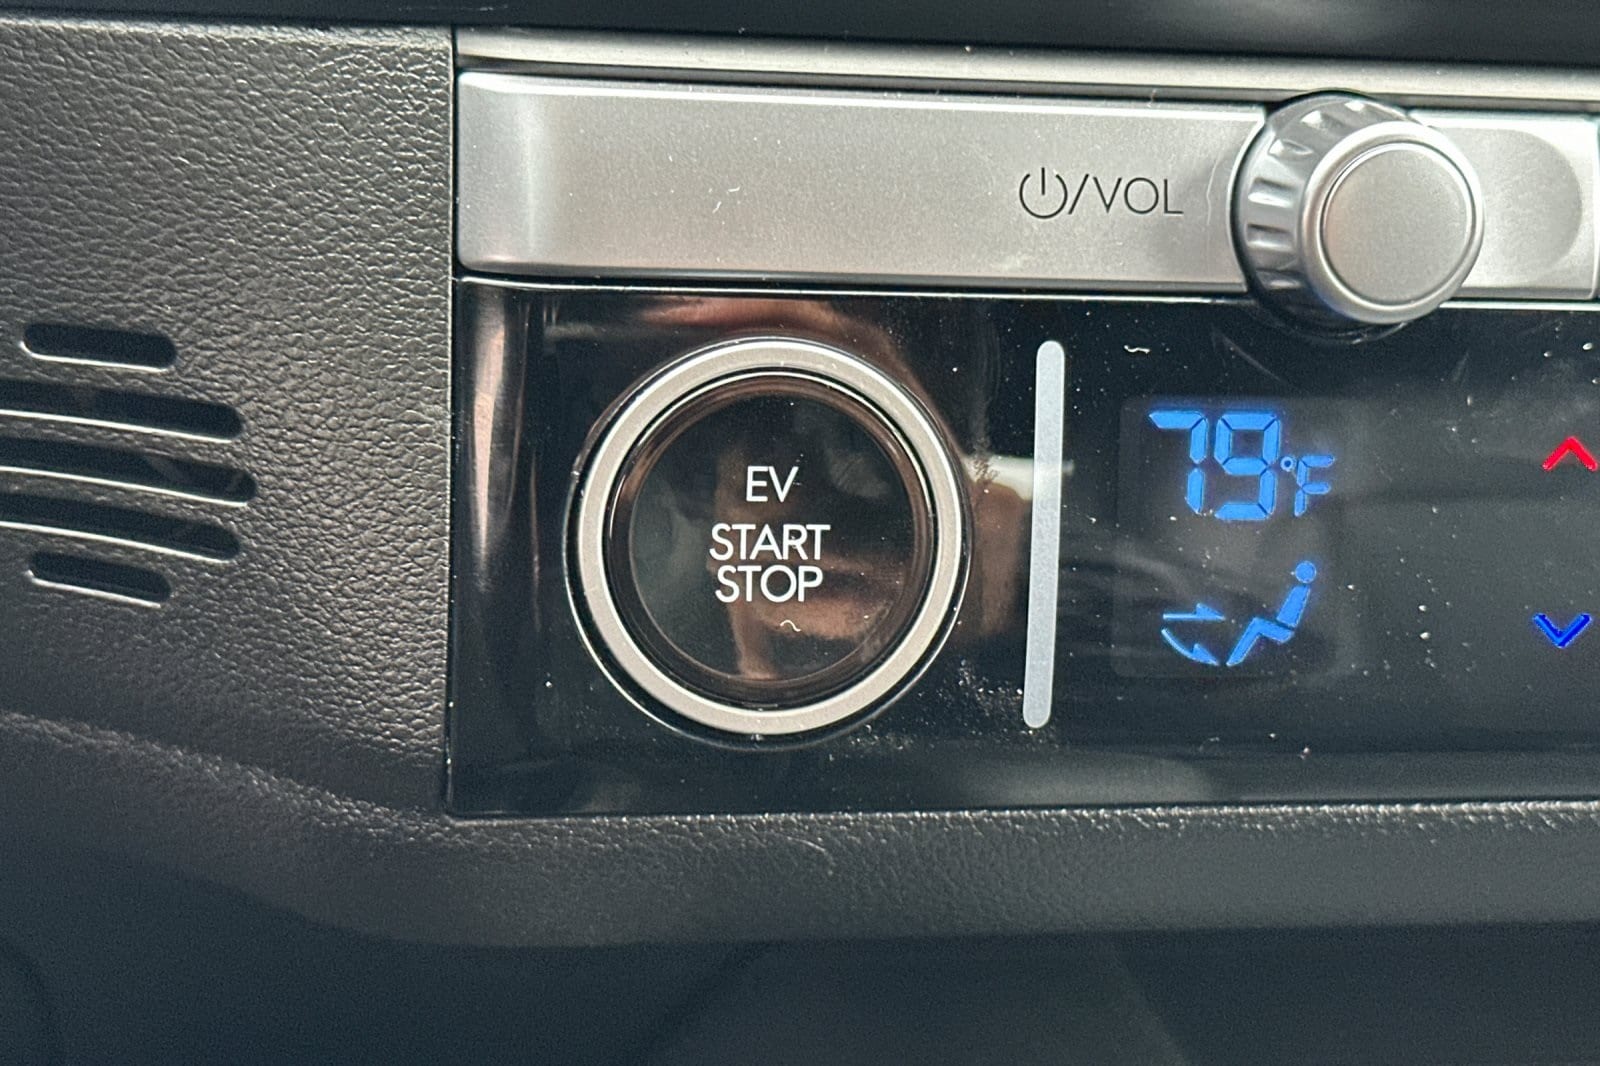 ⏻/VOL
EV
START
STOP
79°F